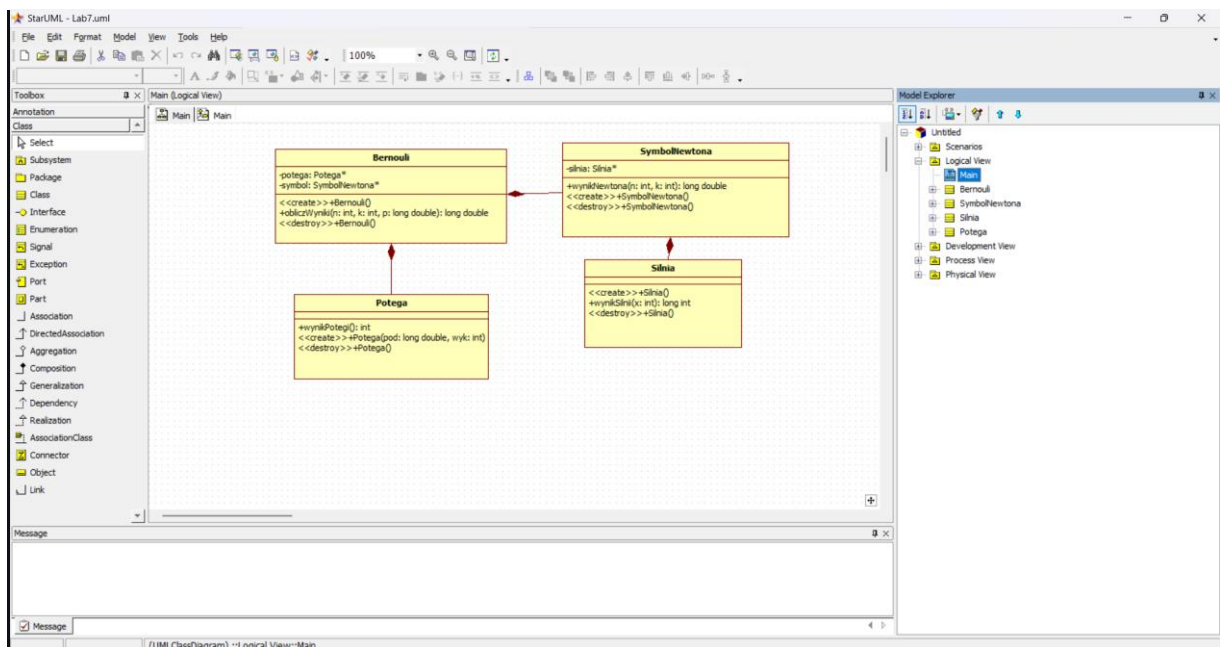 StarUML - Lab7.uml
File Edit Format Model View Tools Help
100%
Toolbox
Annotation
Class
Select
Subsystem
Package
Class
Interface
Enumeration
Signal
Exception
Port
Part
Association
DirectedAssociation
Aggregation
Composition
Generalization
Dependency
Realization
AssociationClass
Connector
Object
Link
Main (Logical View)
Main Main
Bernouli
-potega: Potega*
-symbol: SymbolNewtona*
<<create>>+Bernouli()
+obliczWyniki(n: int, k: int, p: long double): long double
<<destroy>>+Bernouli()
SymbolNewtona
-silnia: Silnia*
+wynikNewtona(n: int, k: int): long double
<<create>>+SymbolNewtona()
<<destroy>>+SymbolNewtona()
Potega
+wynikPotegi(): int
<<create>>+Potega(pod: long double, wyk: int)
<<destroy>>+Potega()
Silnia
<<create>>+Silnia()
+wynikSilnii(x: int): long int
<<destroy>>+Silnia()
Model Explorer
Untitled
Scenarios
Logical View
Main
Bernouli
SymbolNewtona
Silnia
Potega
Development View
Process View
Physical View
Message
Message
(UMLClassDiagram) ::Logical View::Main